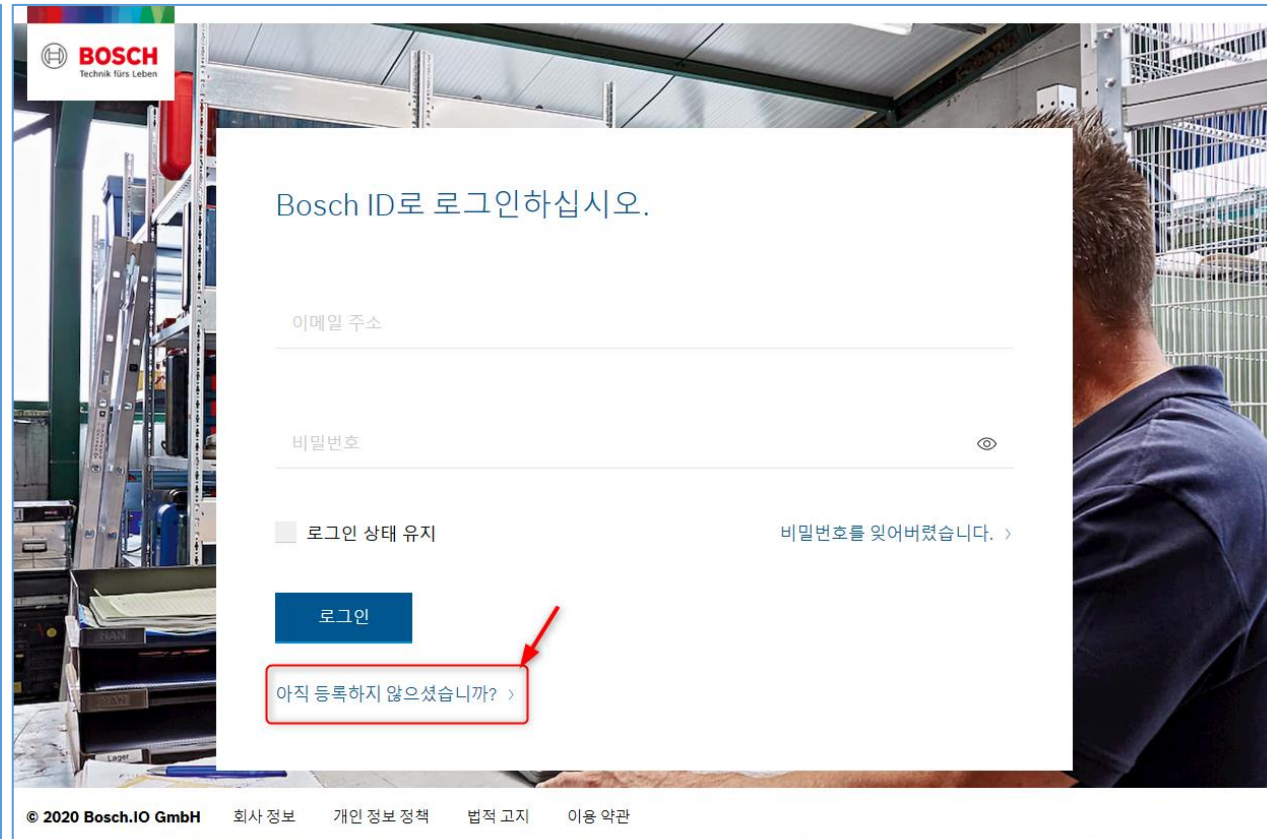 BOSCH
Technik fürs Leben
Bosch ID로 로그인하십시오.
이메일 주소
비밀번호
로그인 상태 유지
비밀번호를 잊어버렸습니다.
로그인
아직 등록하지 않으셨습니까?
HAN
HAN
Lager
© 2020 Bosch.IO GmbH 회사 정보 개인 정보 정책 법적 고지 이용 약관